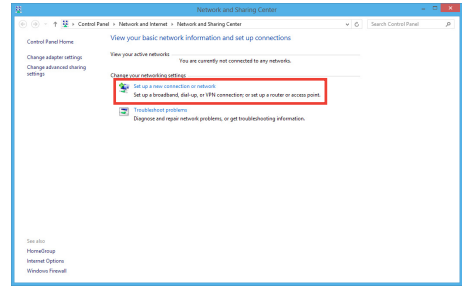 Network and Sharing Center
Control Panel > Network and Internet > Network and Sharing Center
Search Control Panel
Control Panel Home
Change adapter settings
Change advanced sharing
settings
View your basic network information and set up connections
View your active networks
You are currently not connected to any networks.
Change your networking settings
Set up a new connection or network
Set up a broadband, dial-up, or VPN connection; or set up a router or access point.
Troubleshoot problems
Diagnose and repair network problems, or get troubleshooting information.
See also
HomeGroup
Internet Options
Windows Firewall